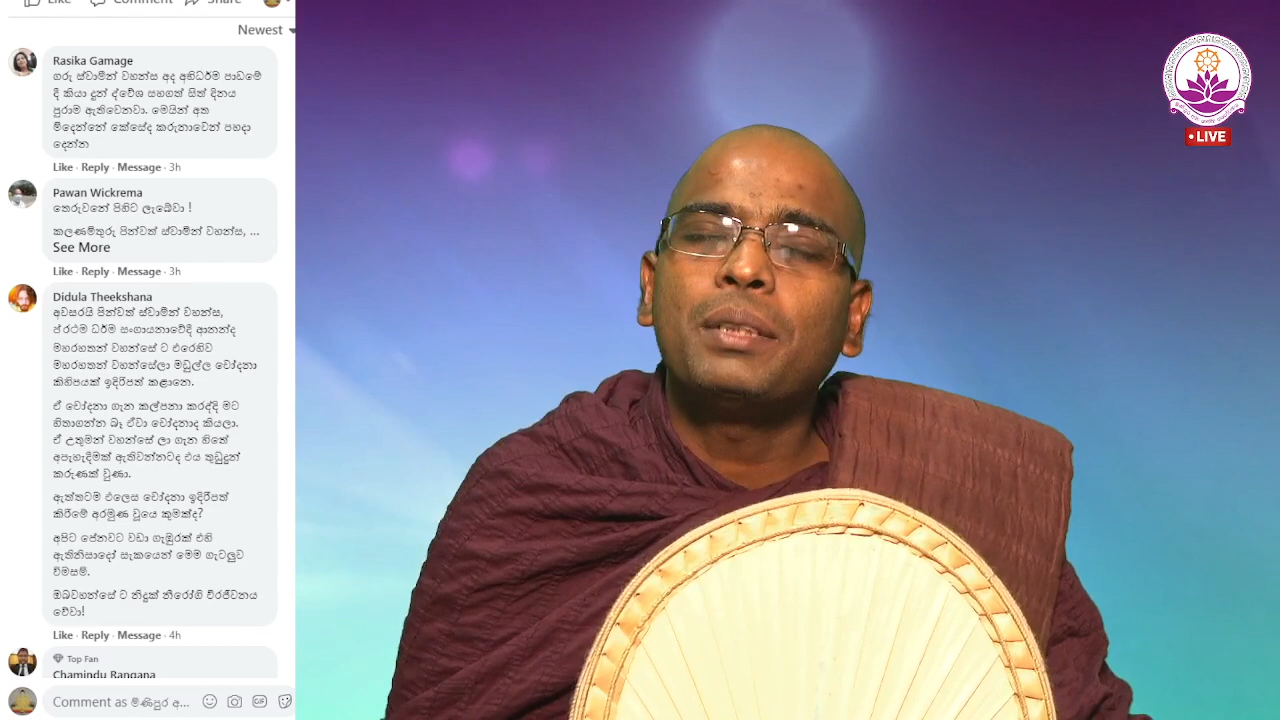 Like Comment Share
Newest
Rasika Gamage
ගරු ස්වාමීන් වහන්ස අද අභිධර්ම පාඩමේ
දී කියා දුන් ද්වේශ සහගත් සිත් දිනය
පුරාම ඇතිවෙනවා. මෙයින් අත
මිදෙන්නේ කේසේද කරුනාවෙන් පහදා
දෙන්න
Like · Reply · Message · 3h
Pawan Wickrema
තෙරුවනේ පිහිට ලැබේවා !
කලණමිතුරු පින්වත් ස්වාමීන් වහන්ස, ...
See More
Like · Reply · Message · 3h
Didula Theekshana
අවසරයි පින්වත් ස්වාමීන් වහන්ස,
ප්‍රථම ධර්ම සංගායනාවේදී ආනන්ද
මහරහතන් වහන්සේ ට එරෙහිව
මහරහතන් වහන්සේලා මඩුල්ල චෝදනා
කිහිපයක් ඉදිරිපත් කළානෙ.
ඒ චෝදනා ගැන කල්පනා කරද්දි මට
හිතාගන්න බෑ ඒවා චෝදනාද කියලා.
ඒ උතුමන් වහන්සේ ලා ගැන හිතේ
අපැහැදීමක් ඇතිවන්නටද එය තුඩුදුන්
කරුණක් වුණා.
ඇත්තටම එලෙස චෝදනා ඉදිරිපත්
කිරීමේ අරමුණ වූයෙ කුමක්ද?
අපිට පේනවට වඩා ගැඹුරක් එහි
ඇතිනිසාදෝ සැකයෙන් මෙම ගැටලුව
විමසමි.
ඔබවහන්සේ ට නිදුක් නීරෝගි චිරජීවනය
වේවා!
Like · Reply · Message · 4h
Top Fan
Chamindu Rangana
Comment as මිණිපුර අ...
GIF
LIVE